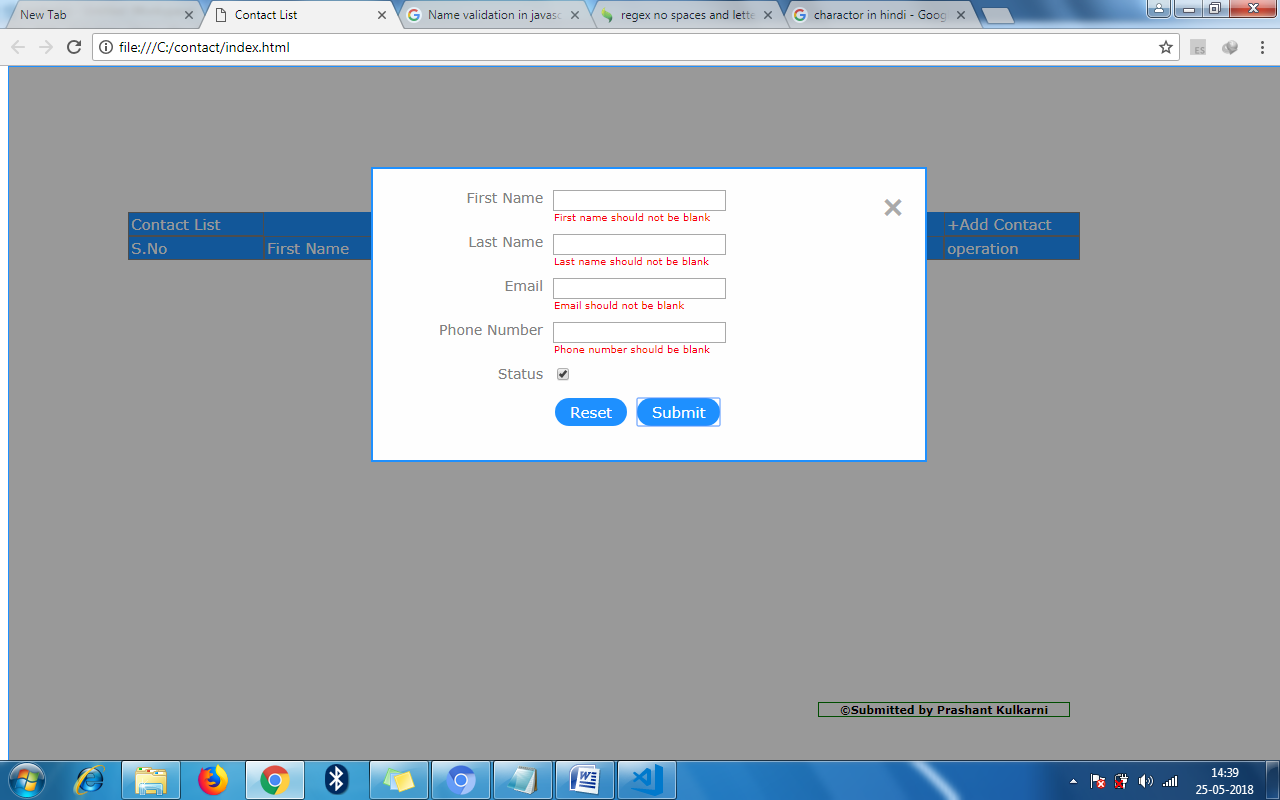 New Tab
Contact List
Name validation in javasc
regex no spaces and lette
charactor in hindi - Goog
file:///C:/contact/index.html
ES
First Name
First name should not be blank
Contact List
+Add Contact
Last Name
S.No
First Name
operation
Last name should not be blank
Email
Email should not be blank
Phone Number
Phone number should be blank
Status
Reset
Submit
©Submitted by Prashant Kulkarni
14:39
25-05-2018